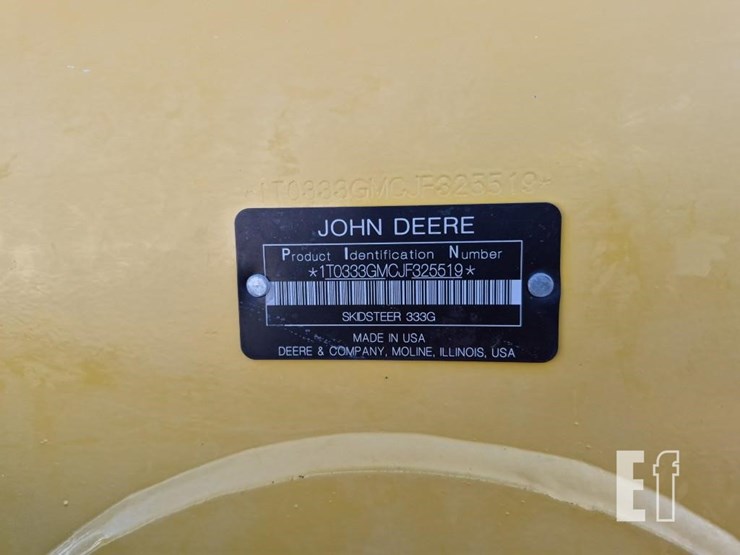 *1T0333GMCJF325519*
JOHN DEERE
Product Identification Number
*1T0333GMCJF325519*
SKIDSTEER 333G
MADE IN USA
DEERE & COMPANY, MOLINE, ILLINOIS, USA
Ef